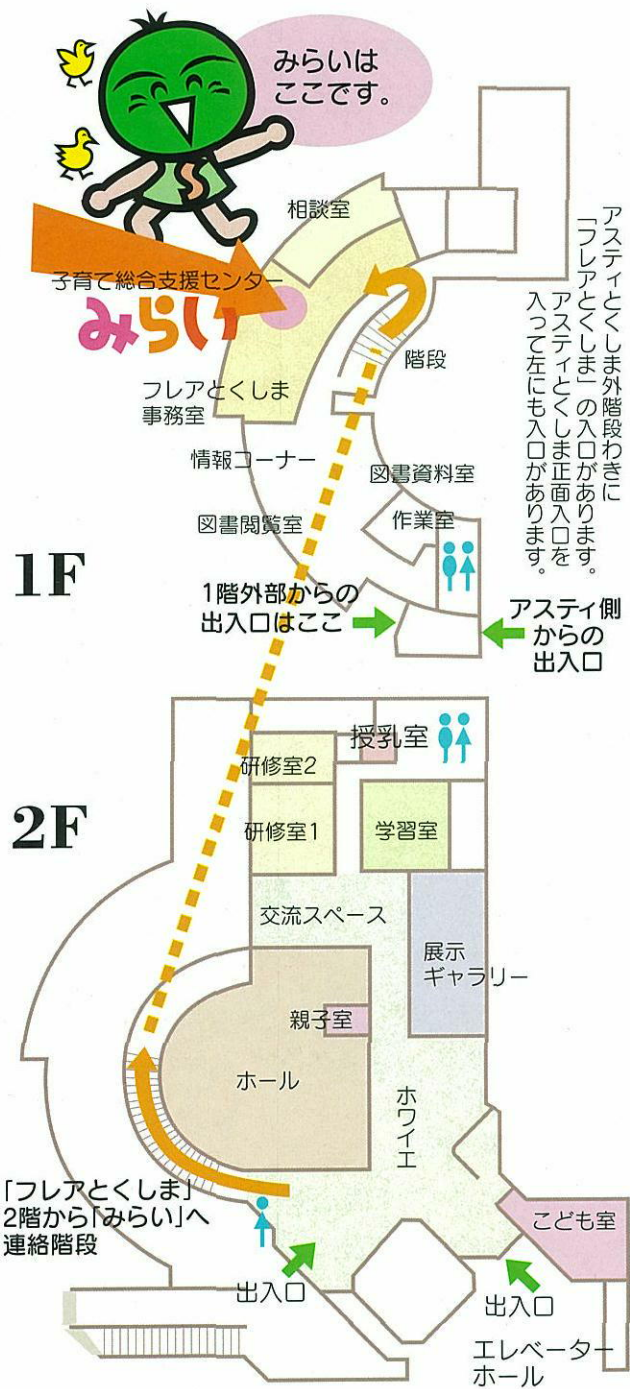 みらいは
ここです。
相談室
子育て総合支援センター
みらい
階段
フレアとくしま
事務室
情報コーナー
図書資料室
図書閲覧室
作業室
アスティとくしま外階段わきに
「フレアとくしま」の入口があります。
アスティとくしま正面入口を
入って左にも入口があります。
1F
1階外部からの
出入口はここ
アスティ側
からの
出入口
2F
授乳室
研修室2
研修室1
学習室
交流スペース
展示
ギャラリー
親子室
ホール
ホワイエ
「フレアとくしま」
2階から「みらい」へ
連絡階段
こども室
出入口
出入口
エレベーター
ホール